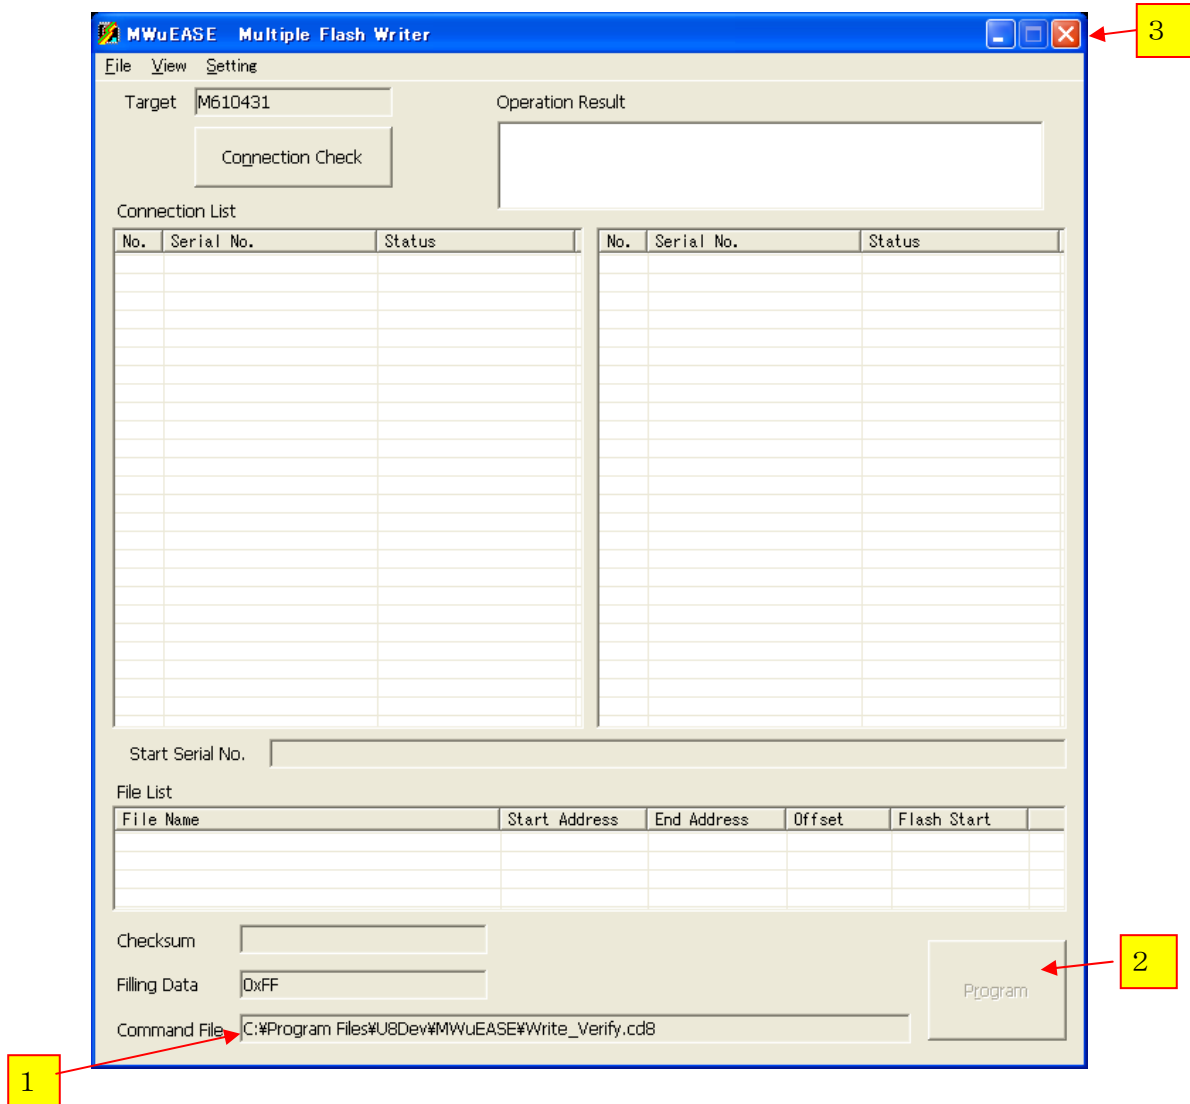 MWuEASE Multiple Flash Writer
3
File View Setting
Target M610431
Operation Result
Connection Check
Connection List
No. Serial No. Status
No. Serial No. Status
Start Serial No.
File List
File Name Start Address End Address Offset Flash Start
Checksum
Filling Data 0xFF
Program
2
Command File C:¥Program Files¥U8Dev¥MWuEASE¥Write_Verify.cd8
1